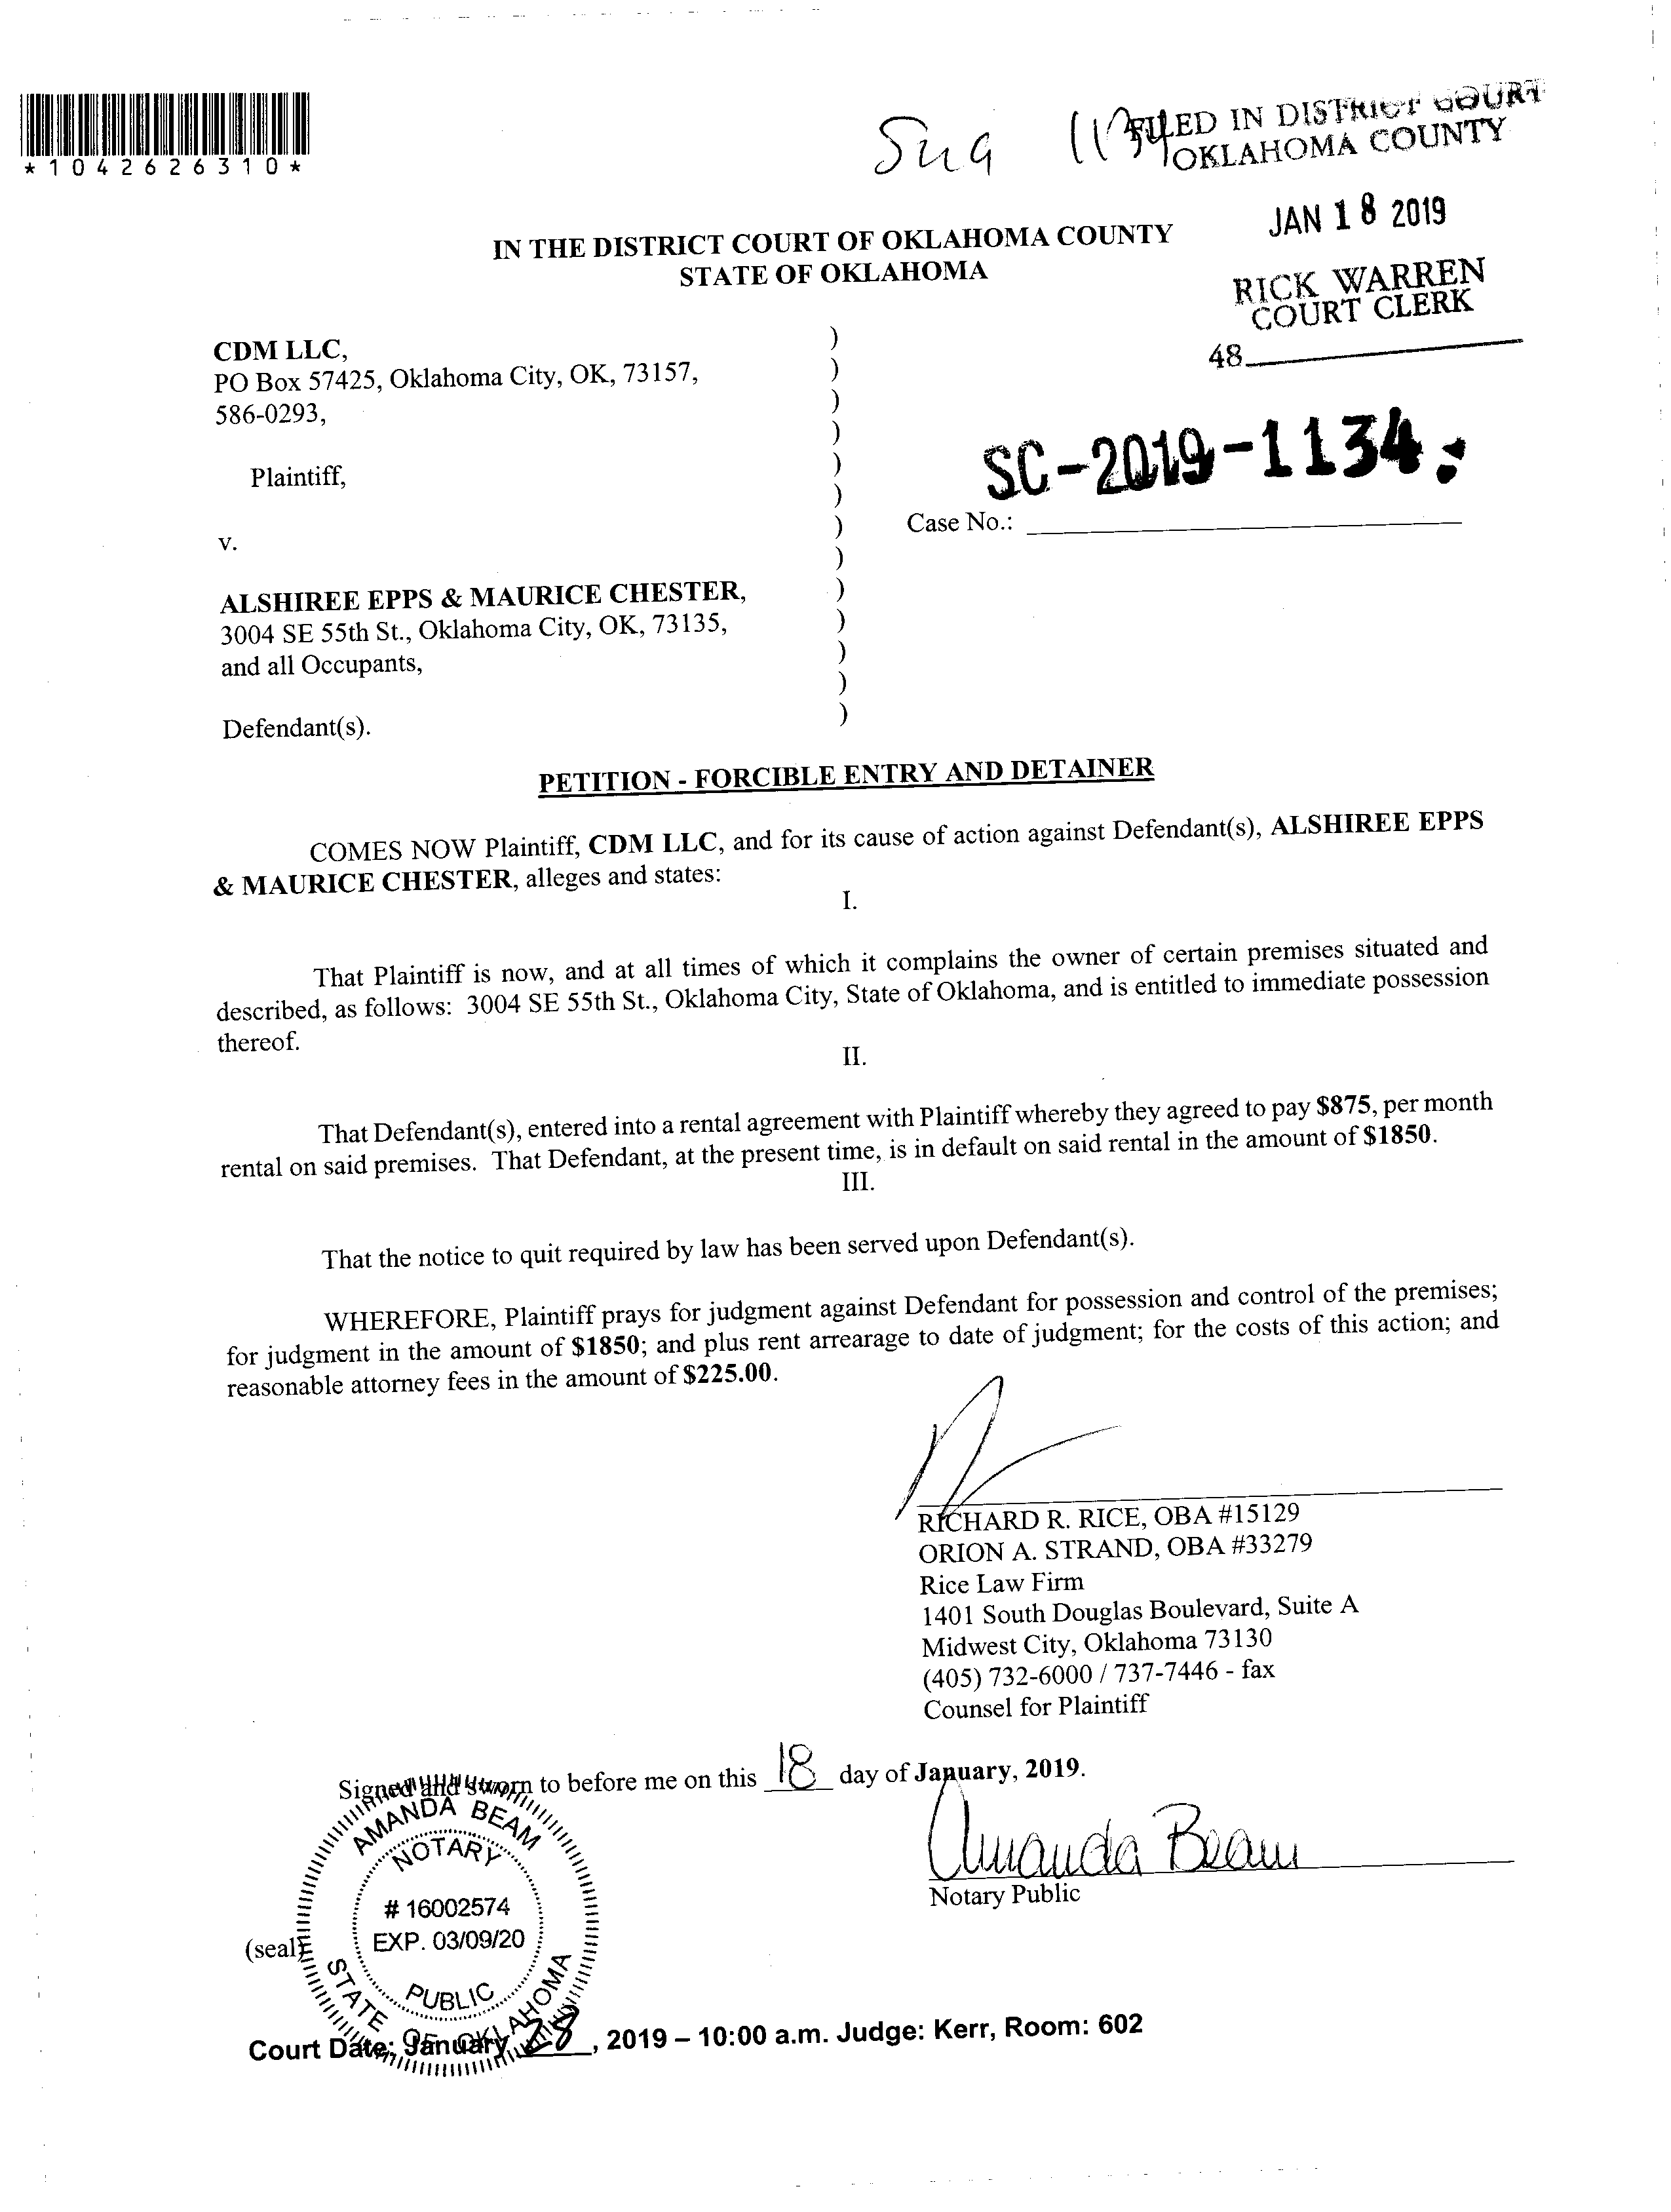 *1042626310*
FILED IN DISTRICT COURT
OKLAHOMA COUNTY
JAN 18 2019
RICK WARREN
COURT CLERK
48
IN THE DISTRICT COURT OF OKLAHOMA COUNTY
STATE OF OKLAHOMA
CDM LLC,
PO Box 57425, Oklahoma City, OK, 73157,
586-0293,
Plaintiff,
v.
ALSHIREE EPPS & MAURICE CHESTER,
3004 SE 55th St., Oklahoma City, OK, 73135,
and all Occupants,
Defendant(s).
)
)
)
)
)
)
)
)
)
)
)
)
)
SC-2019-1134
Case No.:
PETITION - FORCIBLE ENTRY AND DETAINER
COMES NOW Plaintiff, CDM LLC, and for its cause of action against Defendant(s), ALSHIREE EPPS
& MAURICE CHESTER, alleges and states:
I.
That Plaintiff is now, and at all times of which it complains the owner of certain premises situated and
described, as follows: 3004 SE 55th St., Oklahoma City, State of Oklahoma, and is entitled to immediate possession
thereof.
II.
That Defendant(s), entered into a rental agreement with Plaintiff whereby they agreed to pay $875, per month
rental on said premises. That Defendant, at the present time, is in default on said rental in the amount of $1850.
III.
That the notice to quit required by law has been served upon Defendant(s).
WHEREFORE, Plaintiff prays for judgment against Defendant for possession and control of the premises;
for judgment in the amount of $1850; and plus rent arrearage to date of judgment; for the costs of this action; and
reasonable attorney fees in the amount of $225.00.
RICHARD R. RICE, OBA #15129
ORION A. STRAND, OBA #33279
Rice Law Firm
1401 South Douglas Boulevard, Suite A
Midwest City, Oklahoma 73130
(405) 732-6000 / 737-7446 - fax
Counsel for Plaintiff
Signed and sworn to before me on this 18 day of January, 2019.
Amanda Beam
Notary Public
(seal)
AMANDA BEAM
NOTARY
# 16002574
EXP. 03/09/20
PUBLIC
STATE OF OKLAHOMA
Court Date: January 28, 2019 – 10:00 a.m. Judge: Kerr, Room: 602